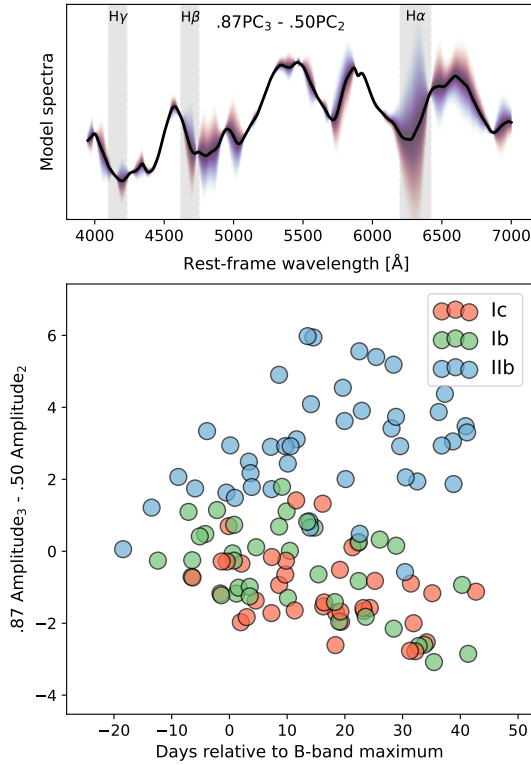 Hγ Hβ .87PC₃ - .50PC₂ Hα
Model spectra
4000 4500 5000 5500 6000 6500 7000
Rest-frame wavelength [Å]
Ic
Ib
IIb
6
4
2
0
−2
−4
.87 Amplitude₃ - .50 Amplitude₂
−20 −10 0 10 20 30 40 50
Days relative to B-band maximum